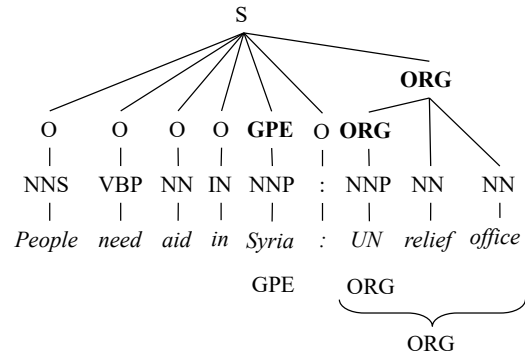 S
ORG
O O O O GPE O ORG
NNS VBP NN IN NNP : NNP NN NN
People need aid in Syria : UN relief office
GPE ORG
ORG